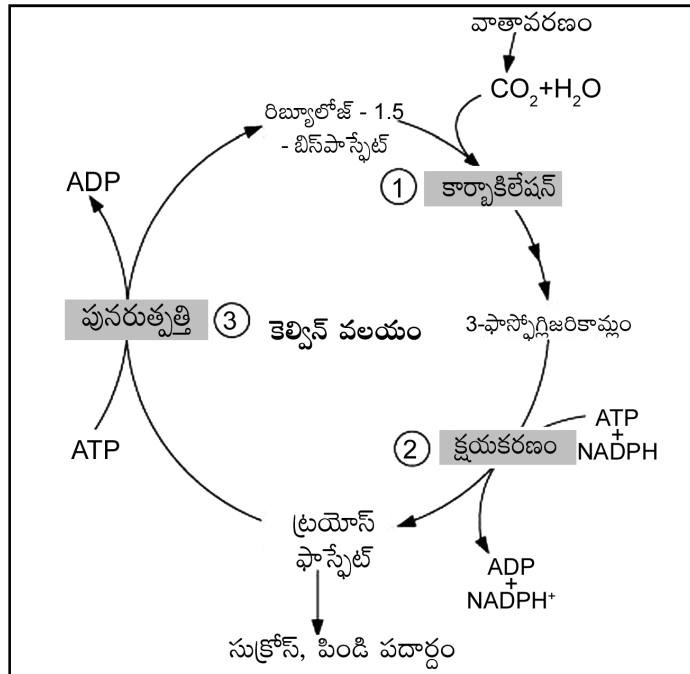 వాతావరణం
CO₂+H₂O
రిబ్యూలోజ్ - 1.5
- బిస్‌పాస్ఫేట్
① కార్బాకిలేషన్
ADP
పునరుత్పత్తి ③
కెల్విన్ వలయం
3-ఫాస్ఫోగ్లిజరికామ్లం
ATP
② క్షయకరణం
ATP
+
NADPH
ట్రయోస్
ఫాస్ఫేట్
ADP
+
NADPH⁺
సుక్రోస్, పిండి పదార్దం